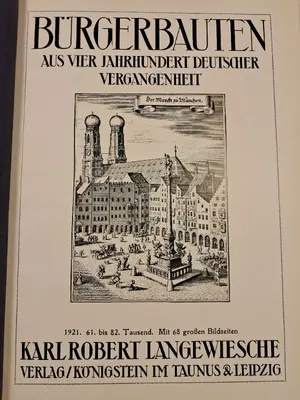 BÜRGERBAUTEN
AUS VIER JAHRHUNDERT DEUTSCHER
VERGANGENHEIT
Der Marckt zu München.
1921. 61. bis 82. Tausend. Mit 68 großen Bildseiten
KARL ROBERT LANGEWIESCHE
VERLAG/KÖNIGSTEIN IM TAUNUS & LEIPZIG